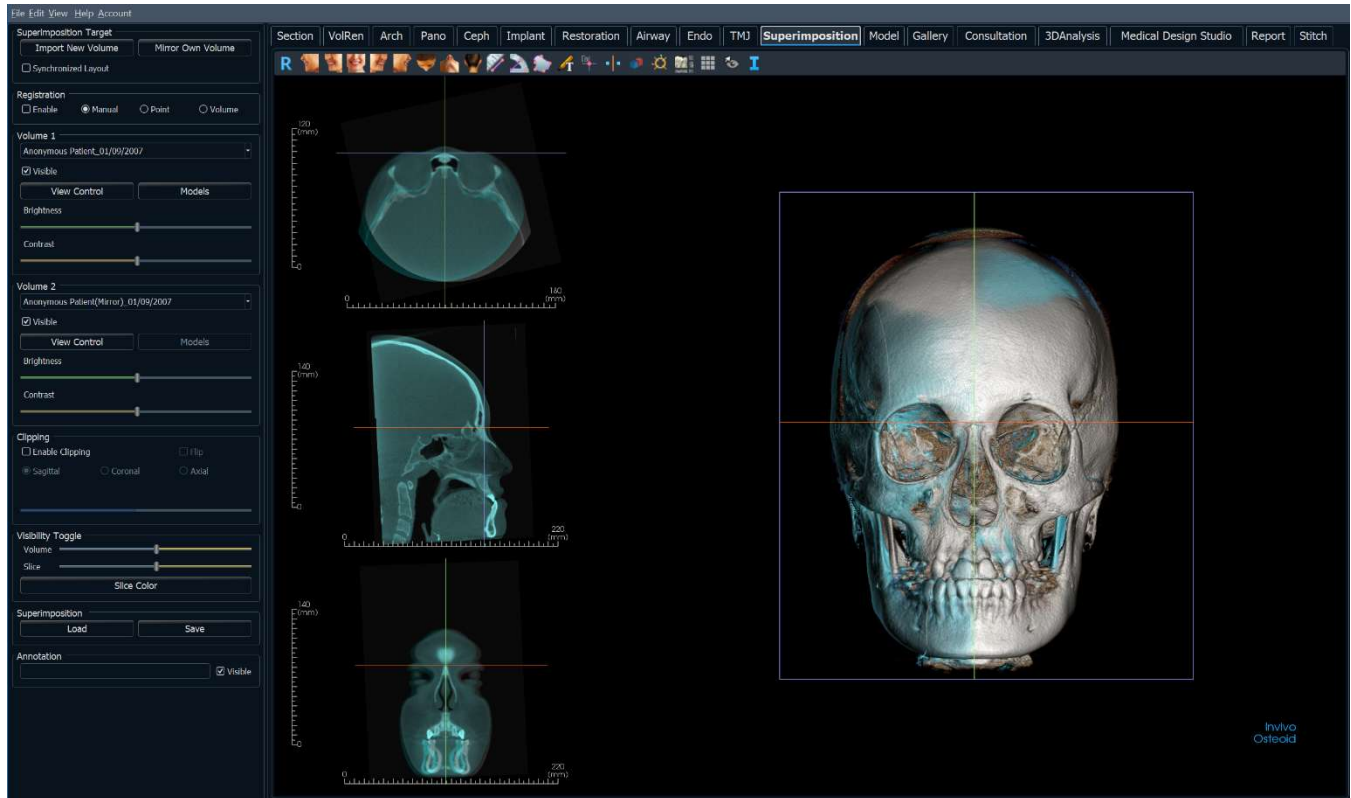 File Edit View Help Account
Superimposition Target
Import New Volume Mirror Own Volume
Synchronized Layout
Registration
Enable Manual Point Volume
Volume 1
Anonymous Patient_01/09/2007
Visible
View Control Models
Brightness
Contrast
Volume 2
Anonymous Patient(Mirror)_01/09/2007
Visible
View Control Models
Brightness
Contrast
Clipping
Enable Clipping Flip
Sagittal Coronal Axial
Visibility Toggle
Volume
Slice
Slice Color
Superimposition
Load Save
Annotation
Visible
Section VolRen Arch Pano Ceph Implant Restoration Airway Endo TMJ Superimposition Model Gallery Consultation 3DAnalysis Medical Design Studio Report Stitch
R T I
120
(mm)
0
0 180
(mm)
140
(mm)
0
0 220
(mm)
140
(mm)
0
0 220
(mm)
Invivo
Osteoid